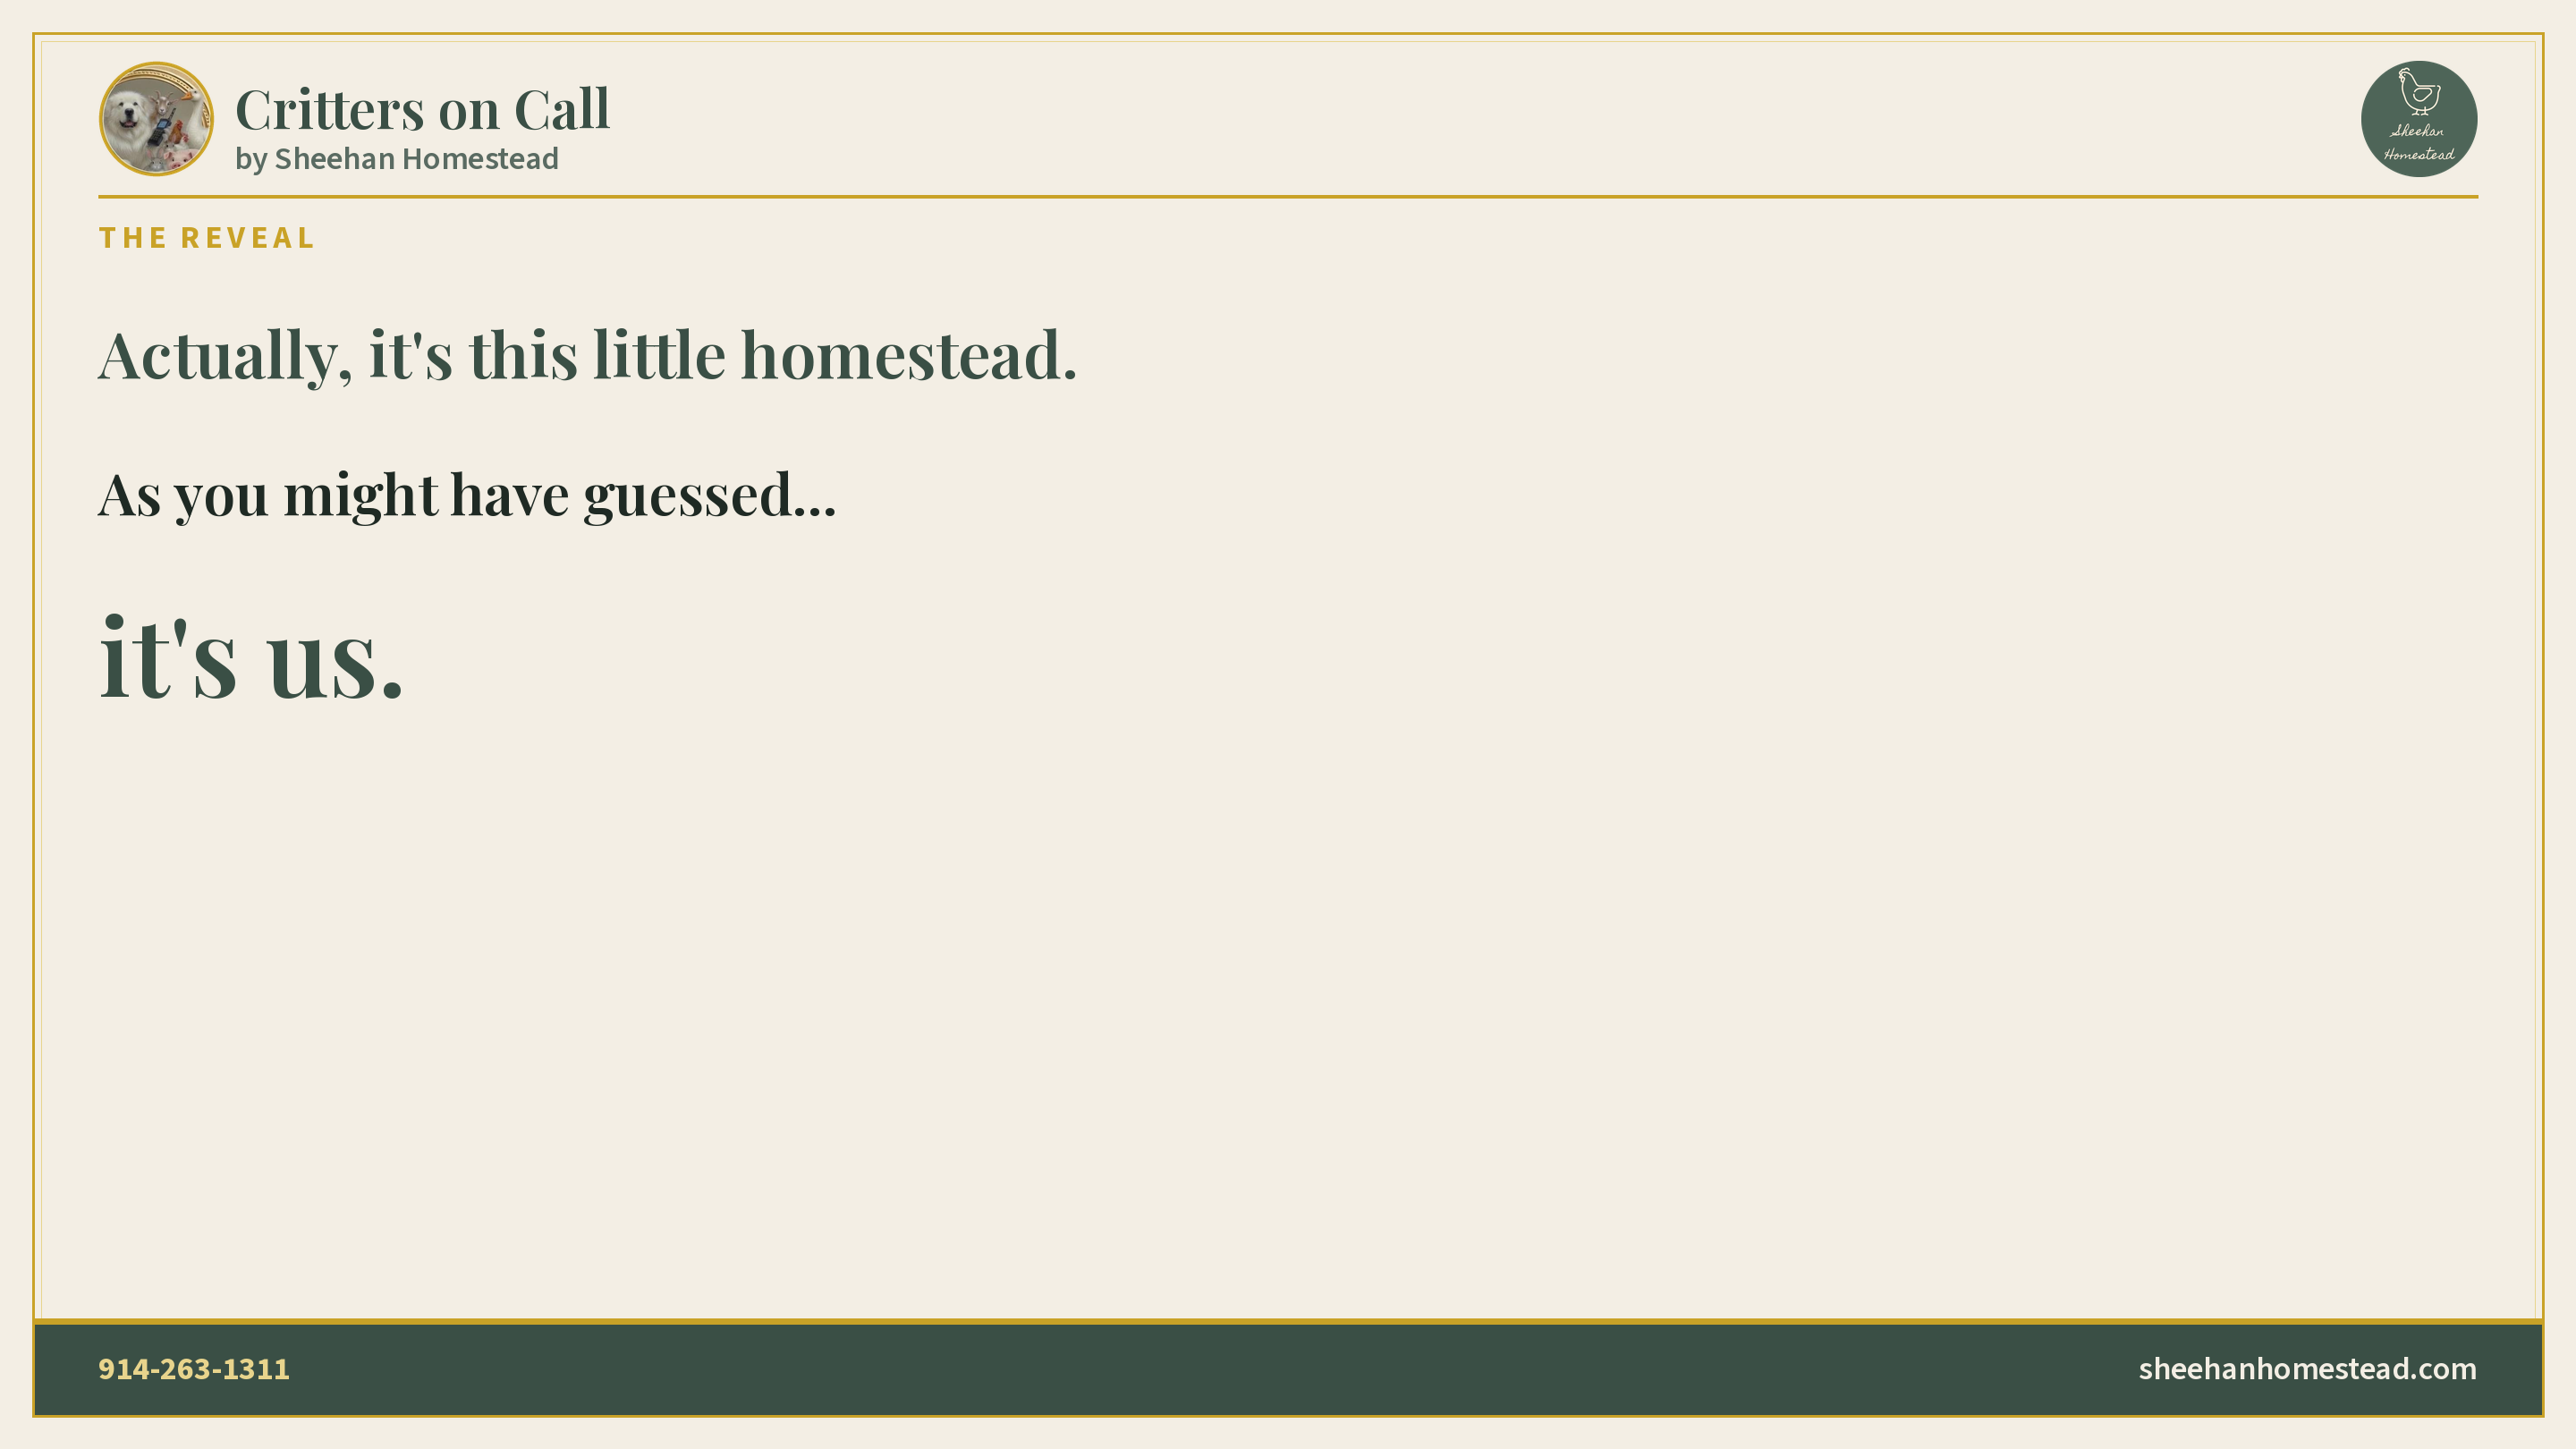 Critters on Call
by Sheehan Homestead
Sheehan
Homestead
THE REVEAL
Actually, it's this little homestead.
As you might have guessed...
it's us.
914-263-1311
sheehanhomestead.com